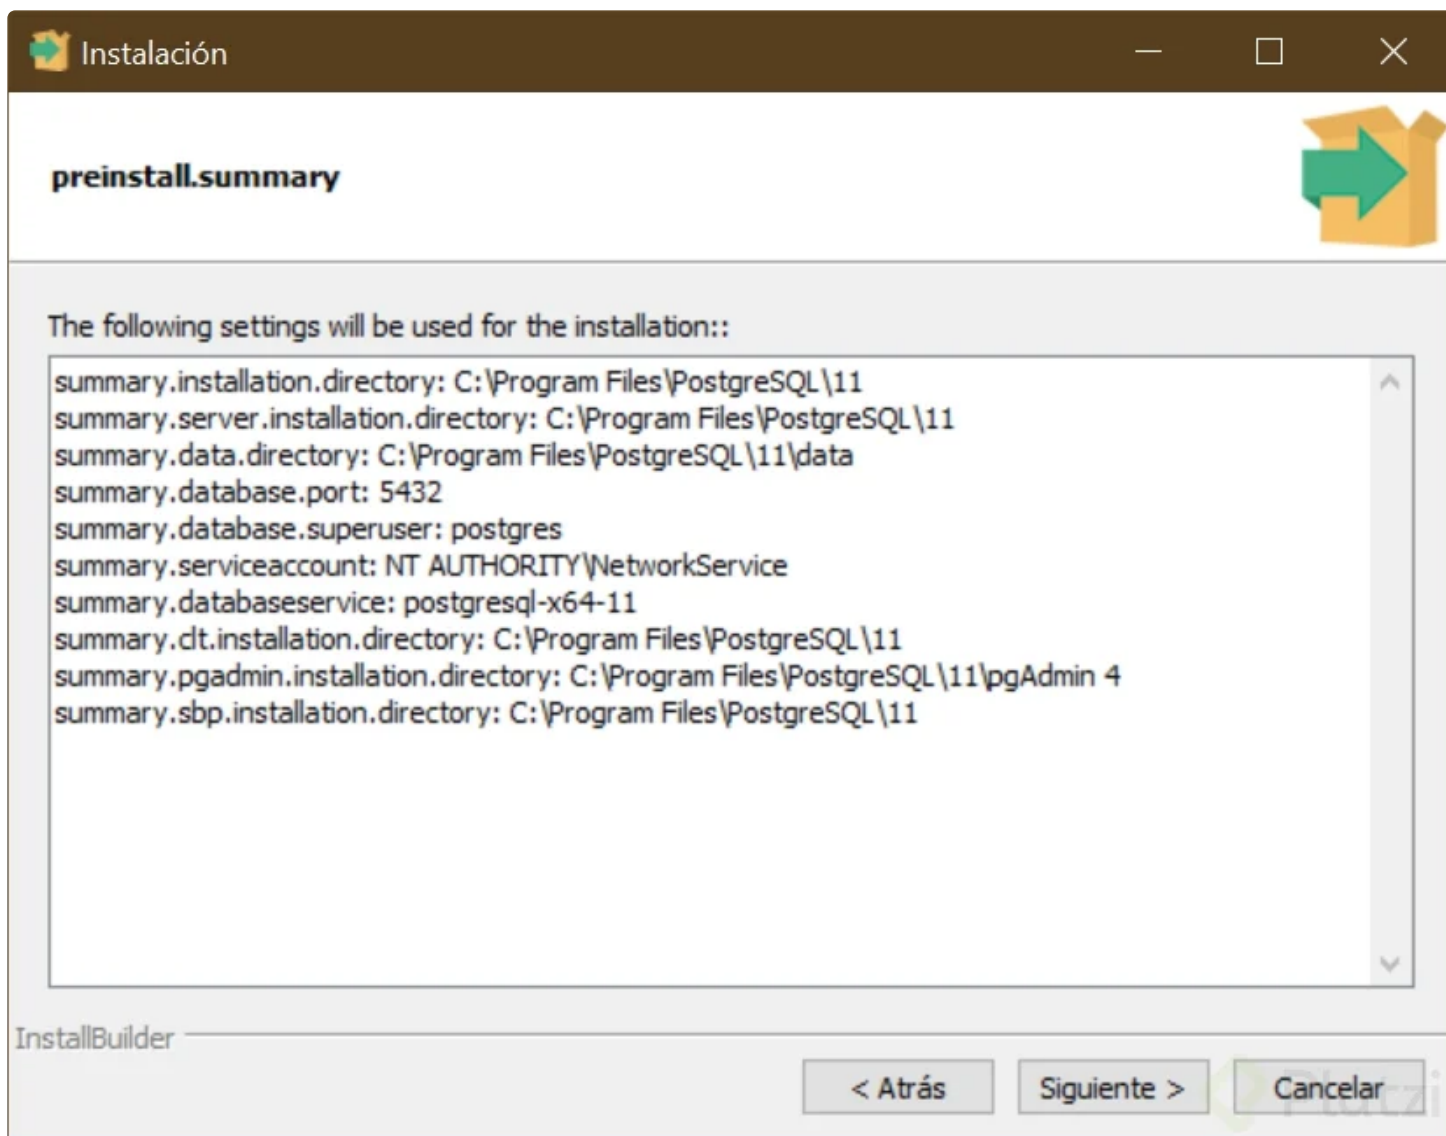 Instalación
preinstall.summary
The following settings will be used for the installation::
summary.installation.directory: C:\Program Files\PostgreSQL\11
summary.server.installation.directory: C:\Program Files\PostgreSQL\11
summary.data.directory: C:\Program Files\PostgreSQL\11\data
summary.database.port: 5432
summary.database.superuser: postgres
summary.serviceaccount: NT AUTHORITY\NetworkService
summary.databaseservice: postgresql-x64-11
summary.clt.installation.directory: C:\Program Files\PostgreSQL\11
summary.pgadmin.installation.directory: C:\Program Files\PostgreSQL\11\pgAdmin 4
summary.sbp.installation.directory: C:\Program Files\PostgreSQL\11
InstallBuilder
< Atrás Siguiente > Cancelar
Platzi